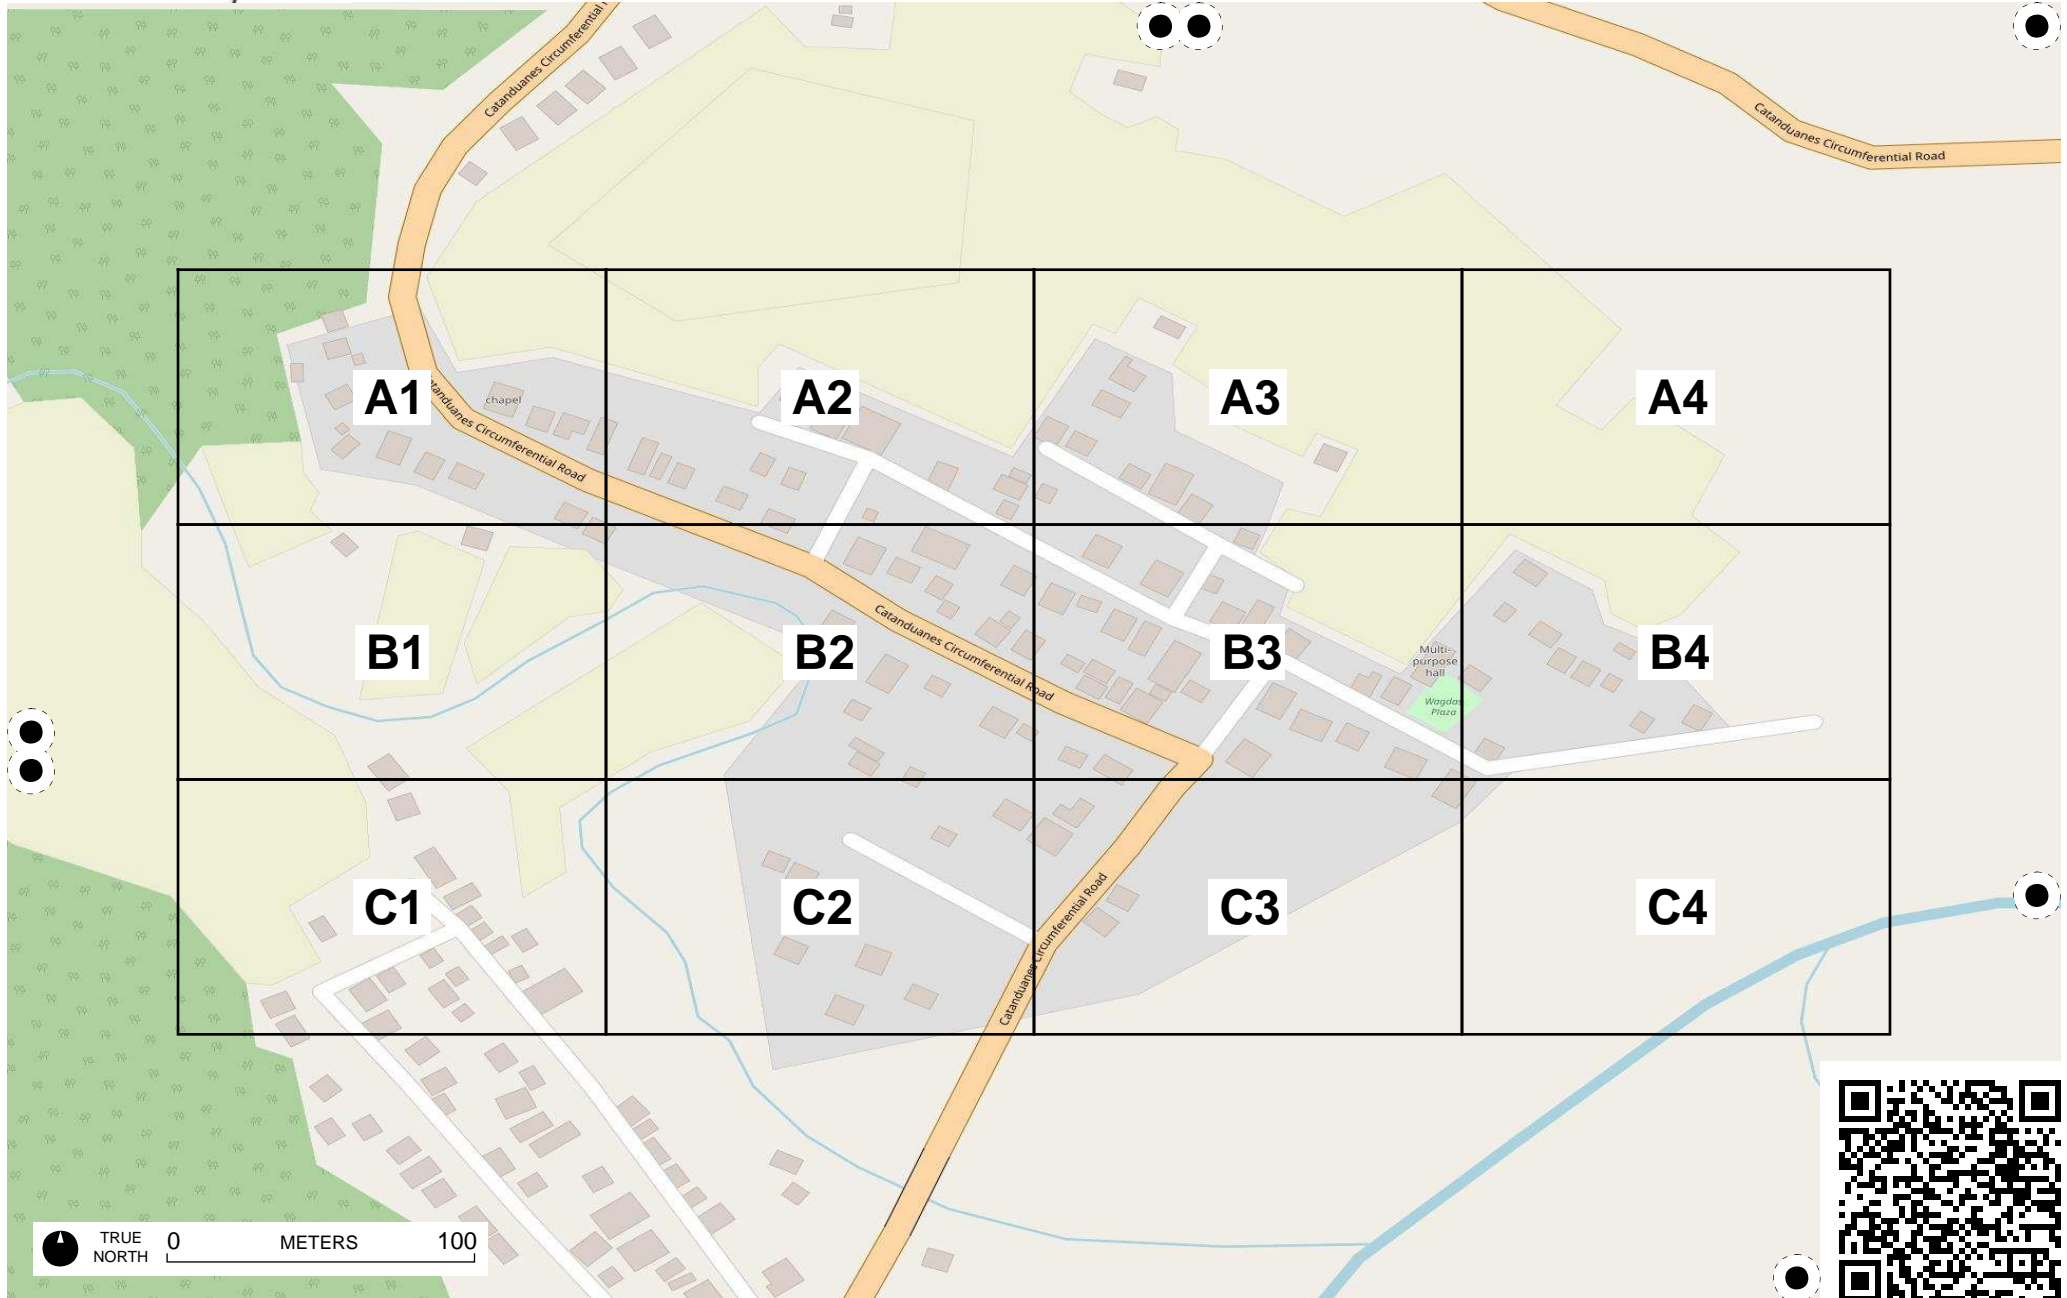 Catanduanes Circumferential
Catanduanes Circumferential Road
A1
A2
A3
A4
chapel
Catanduanes Circumferential Road
B1
B2
B3
B4
Catanduanes Circumferential Road
Multi-
purpose
hall
Plaza
C1
C2
C3
C4
Catanduanes Circumferential Road
TRUE
NORTH
0
METERS
100